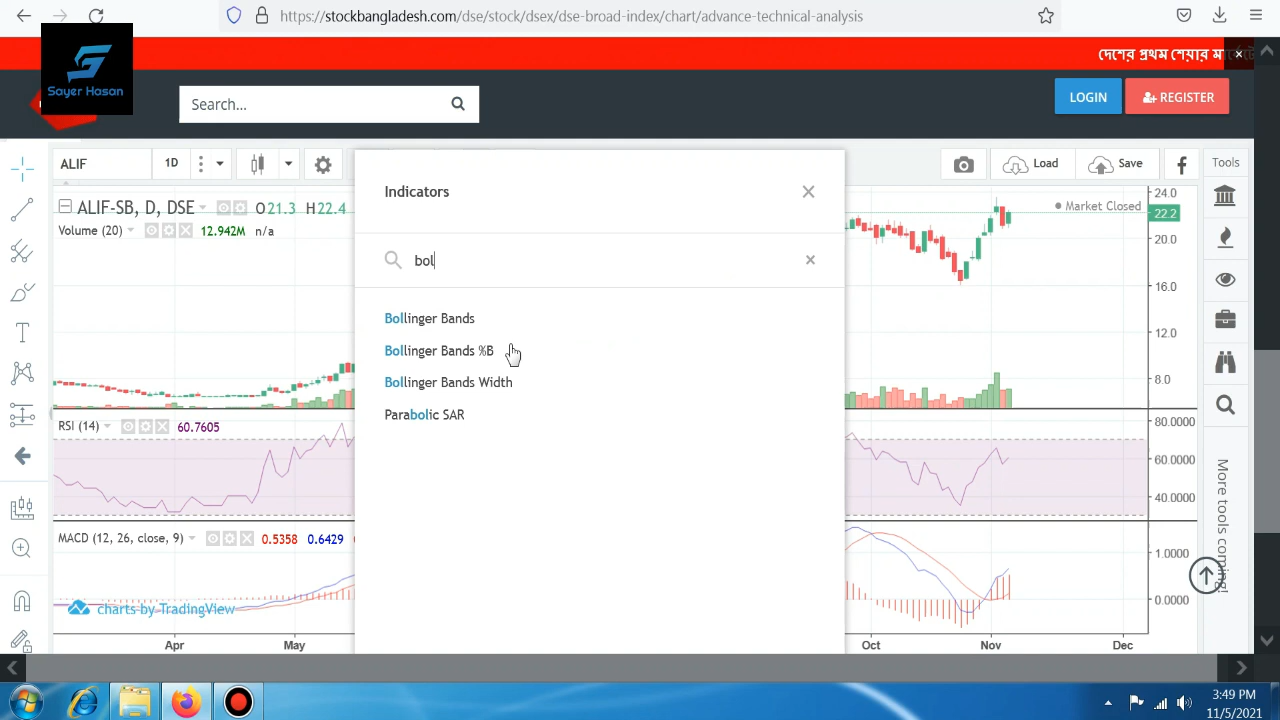 https://stockbangladesh.com/dse/stock/dsex/dse-broad-index/chart/advance-technical-analysis
দেশের প্রথম শেয়ার
×
Sayer Hasan
Search...
LOGIN
REGISTER
ALIF
1D
Load
Save
Tools
Indicators
ALIF-SB, D, DSE
O21.3 H22.4
Market Closed
Volume (20)
12.942M n/a
24.0
22.2
20.0
16.0
12.0
8.0
bol
Bollinger Bands
Bollinger Bands %B
Bollinger Bands Width
Parabolic SAR
RSI (14)
60.7605
80.0000
60.0000
40.0000
More tools coming!
MACD (12, 26, close, 9)
0.5358 0.6429
1.0000
0.0000
charts by TradingView
Apr
May
Oct
Nov
Dec
3:49 PM
11/5/2021